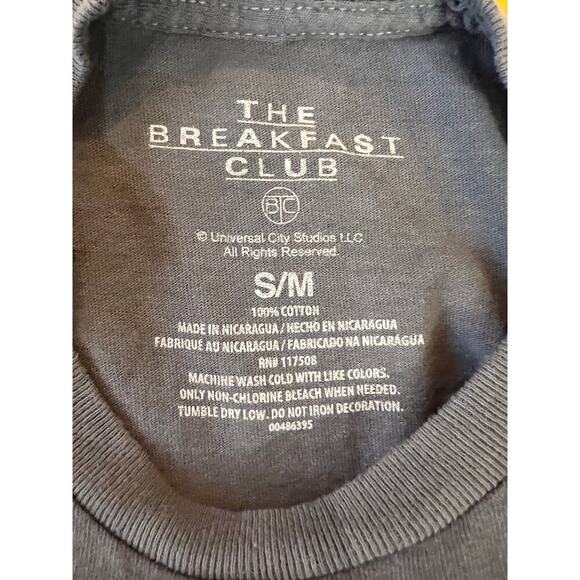 THE
BREAKFAST
CLUB
BTC
© Universal City Studios LLC.
All Rights Reserved.
S/M
100% COTTON
MADE IN NICARAGUA / HECHO EN NICARAGUA
FABRIQUÉ AU NICARAGUA / FABRICADO NA NICARÁGUA
RN# 117508
MACHINE WASH COLD WITH LIKE COLORS.
ONLY NON-CHLORINE BLEACH WHEN NEEDED.
TUMBLE DRY LOW. DO NOT IRON DECORATION.
00486395